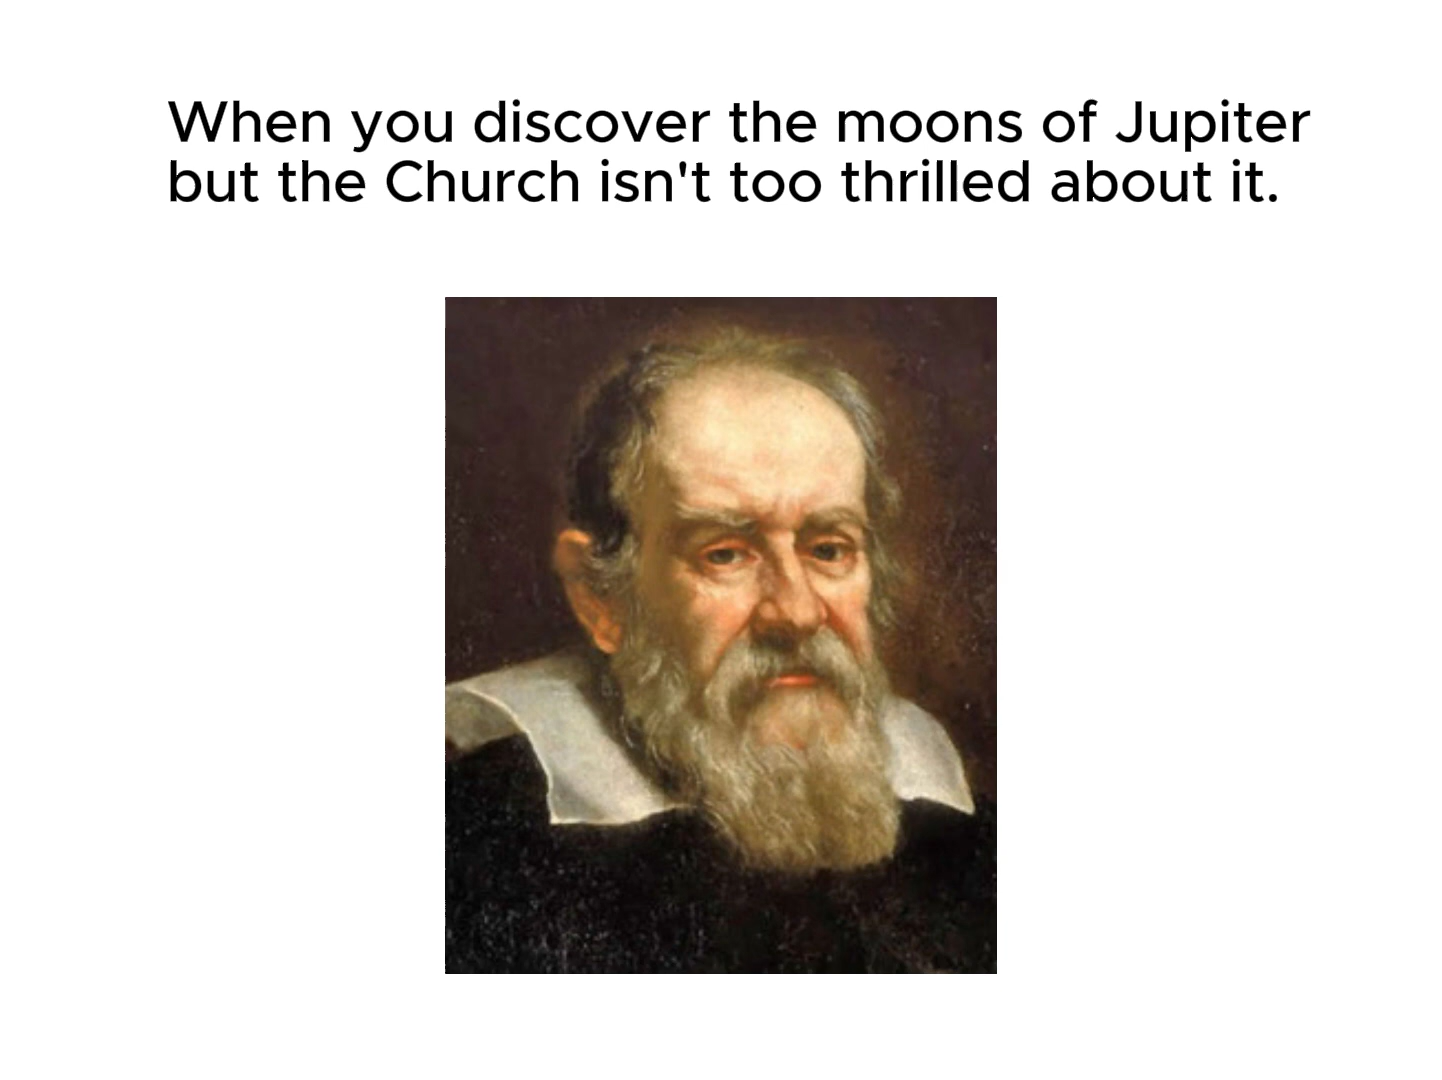 When you discover the moons of Jupiter
but the Church isn't too thrilled about it.